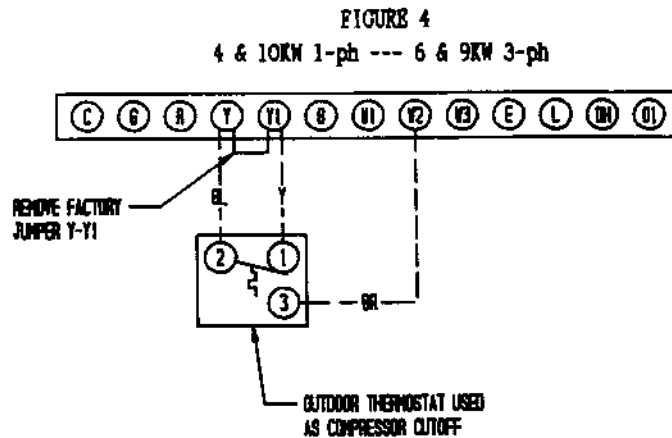 FIGURE 4
4 & 10KW 1-ph --- 6 & 9KW 3-ph
C G R Y Y1 B W1 W2 W3 E L DH O1
REMOVE FACTORY
JUMPER Y-Y1
BL Y
2 1
3 BR
OUTDOOR THERMOSTAT USED
AS COMPRESSOR CUTOFF